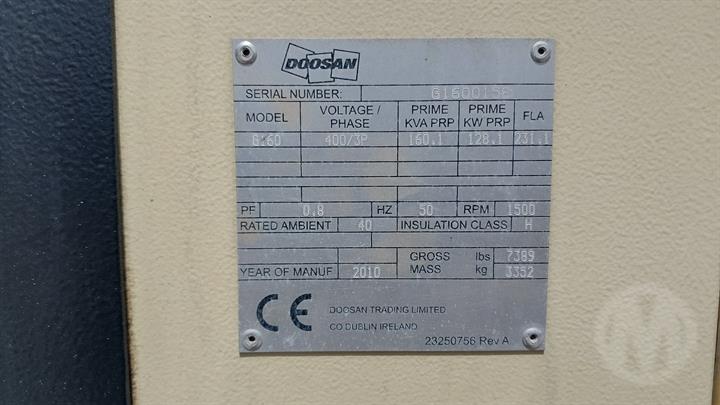 DOOSAN
SERIAL NUMBER: G160015
MODEL VOLTAGE / PHASE PRIME KVA PRP PRIME KW PRP FLA
G160 400/3P 160.1 128.1 231.1
PF 0.8 HZ 50 RPM 1500
RATED AMBIENT 40 INSULATION CLASS H
GROSS MASS lbs 7389
YEAR OF MANUF 2010 kg 3352
CE DOOSAN TRADING LIMITED
CO DUBLIN IRELAND
23250756 Rev A